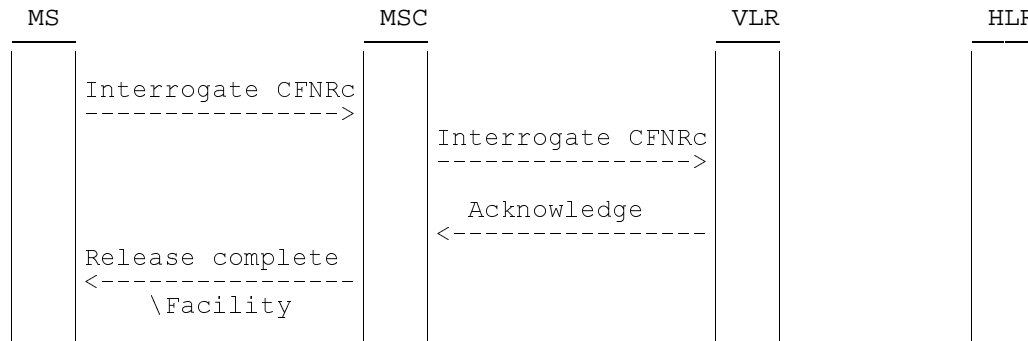 MS MSC VLR HLR
Interrogate CFNRc
---------------->
Interrogate CFNRc
---------------->
Acknowledge
<----------------
Release complete
<----------------
\Facility